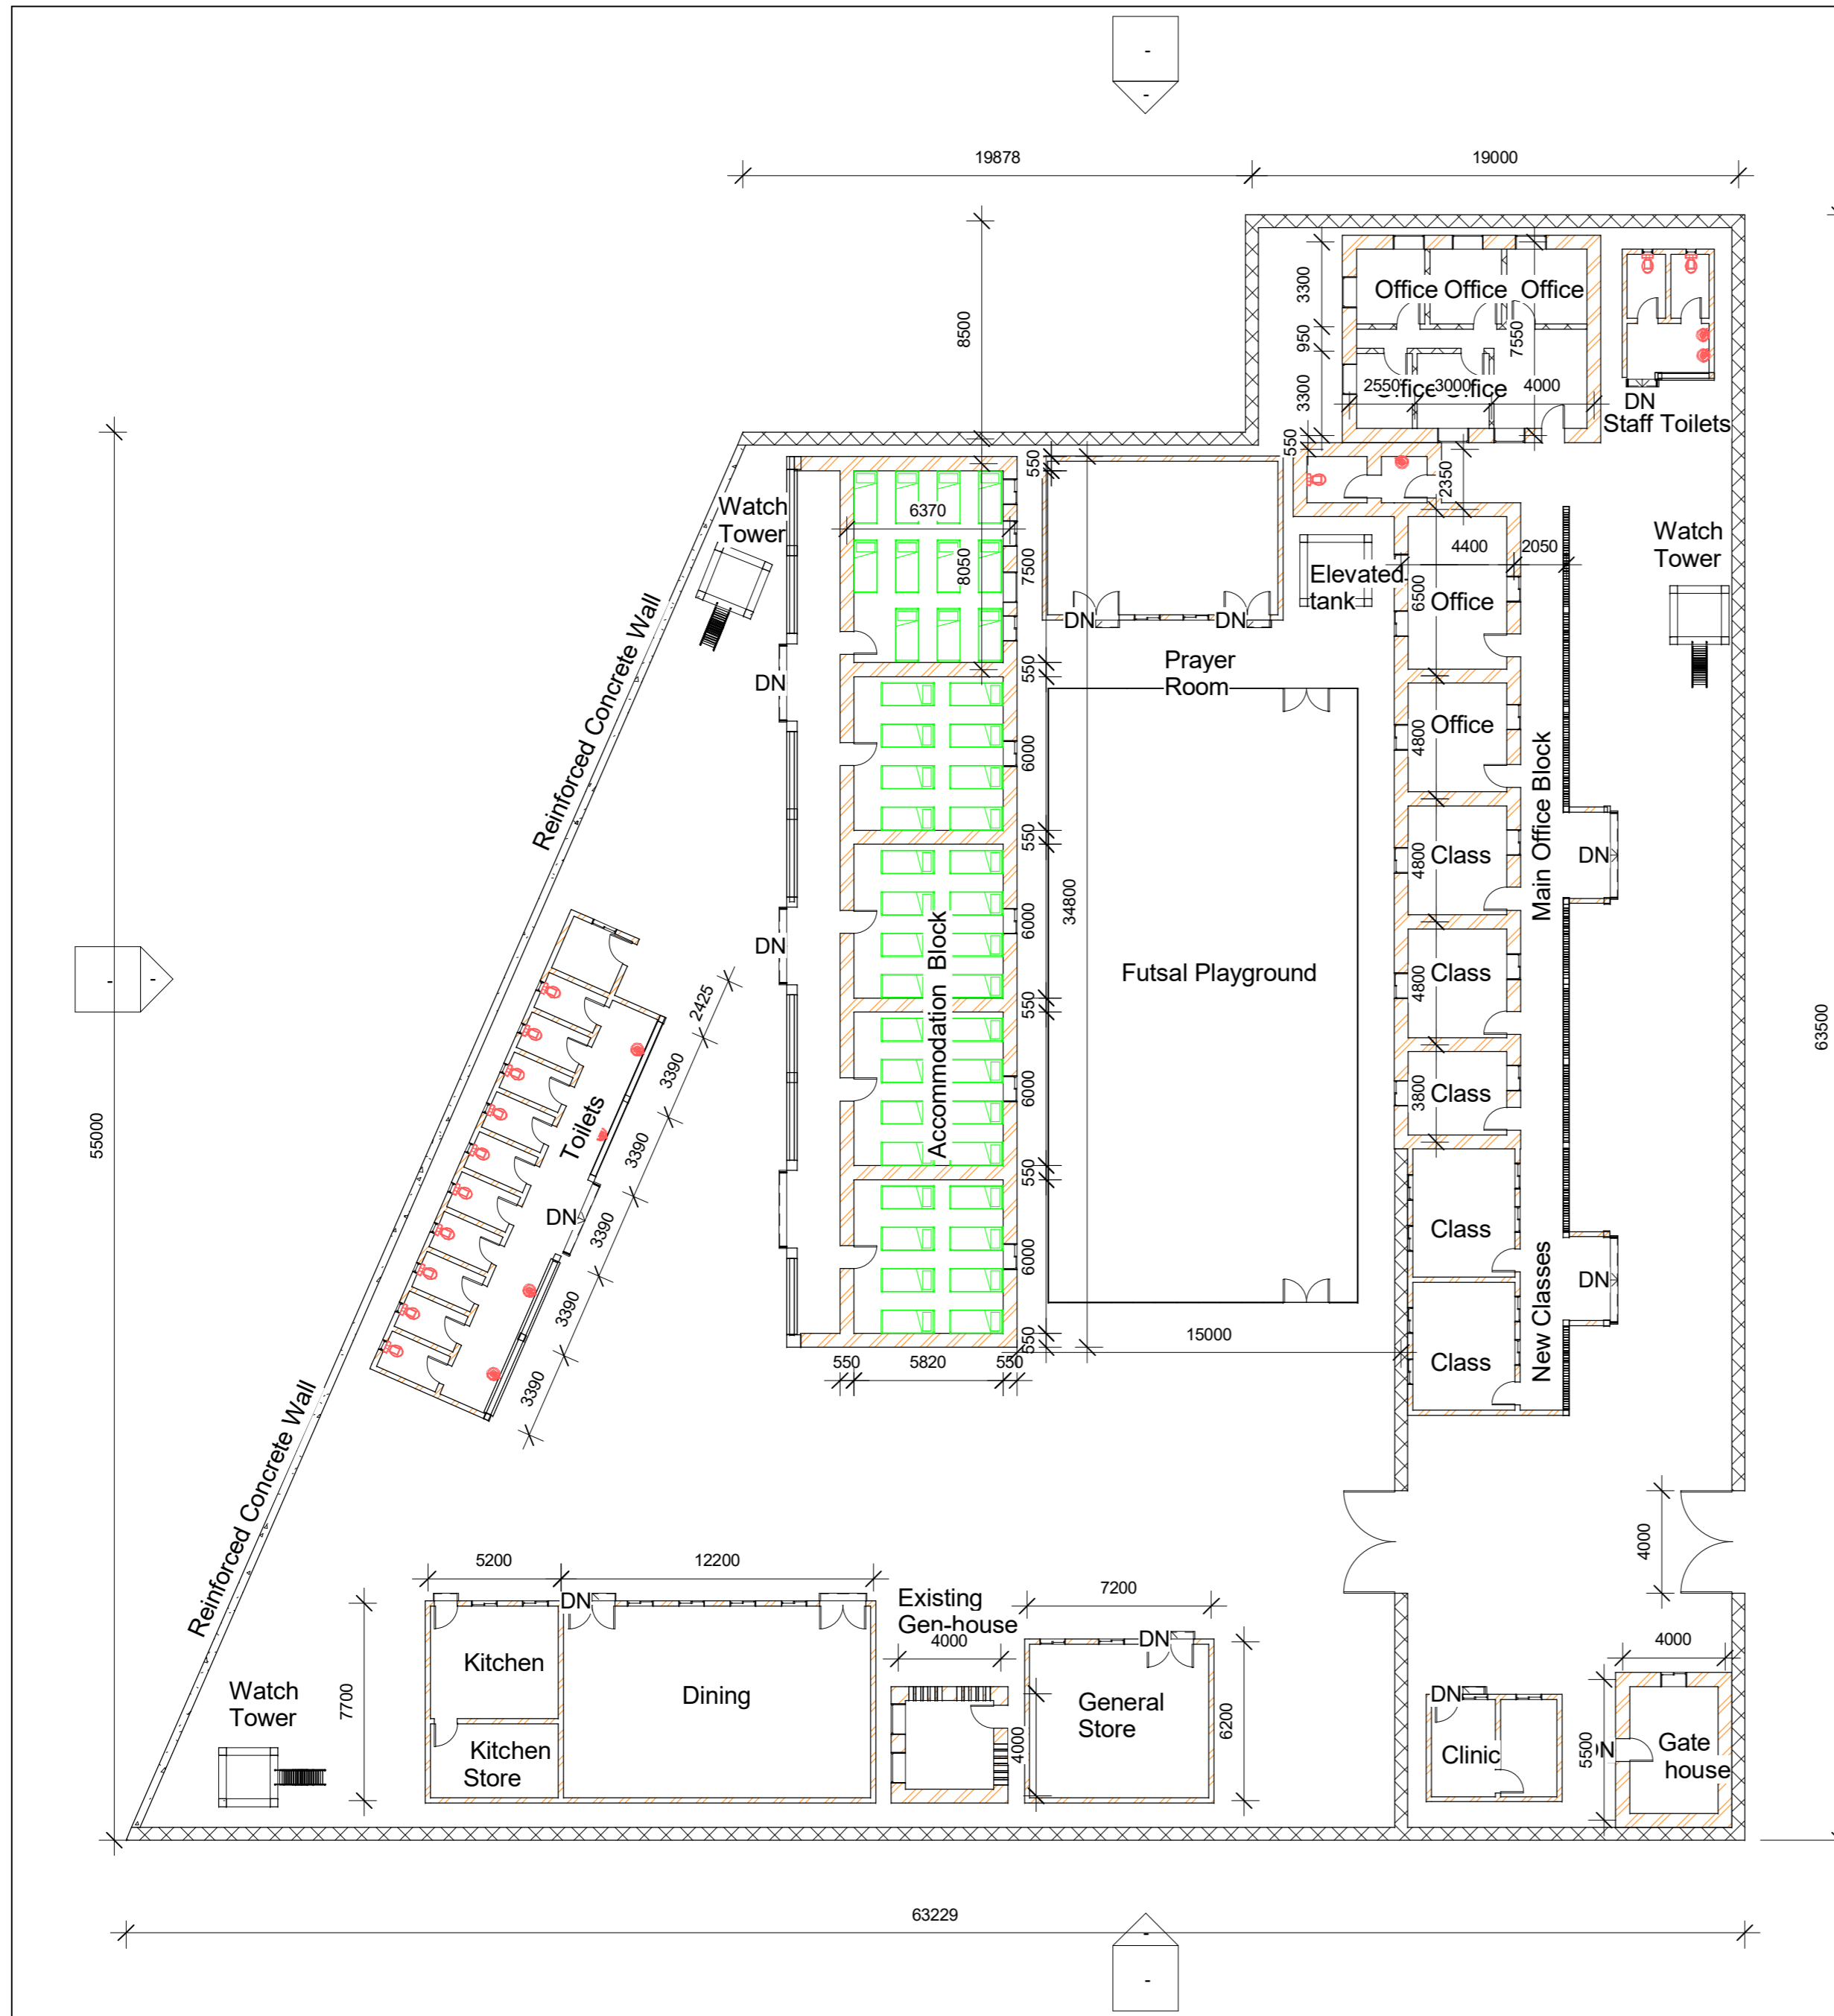 19878
19000
8500
3300
950
3300
7550
Office
Office
Office
2550
3000
4000
Office
DN
Staff Toilets
550
2350
550
Watch
Tower
6370
8050
7500
DN
DN
Elevated
tank
4400
2050
6500
Office
Watch
Tower
Prayer
Room
DN
550
Reinforced Concrete Wall
6000
4800
Office
550
4800
Class
Main Office Block
DN
Accommodation Block
6000
34800
DN
Futsal Playground
4800
Class
550
2425
3390
3390
3390
3390
3390
Toilets
DN
6000
3800
Class
550
55000
63500
6000
Class
DN
New Classes
Class
550
15000
550
5820
550
Reinforced Concrete Wall
4000
5200
12200
DN
Existing
Gen-house
4000
4000
7200
DN
General
Store
6200
Watch
Tower
7700
Kitchen
Kitchen
Store
Dining
DN
Clinic
4000
5500
Gate
house
63229